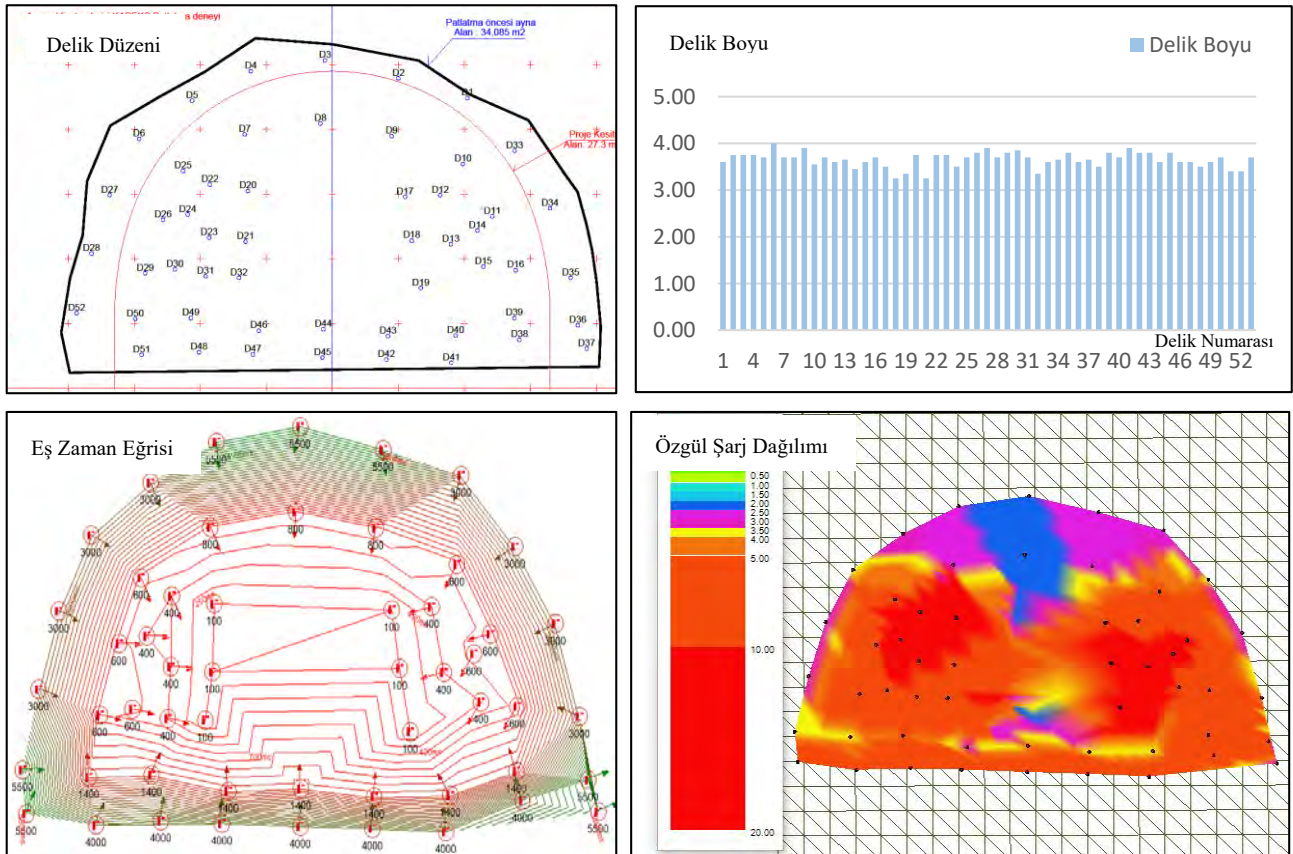 Delik Düzeni
a deneyi
Patlatma öncesi ayna
Alan : 34.085 m2
Proje Kesit
Alan: 27.3 m
D3
D4
D2
D1
D5
D8
D7
D9
D6
D33
D10
D25
D22
D20
D27
D17
D12
D34
D26
D24
D11
D14
D23
D21
D18
D13
D28
D29
D30
D31
D32
D15
D16
D35
D19
D52
D50
D49
D46
D44
D43
D40
D39
D36
D38
D37
D51
D48
D47
D45
D42
D41
Delik Boyu
Delik Boyu
5.00
4.00
3.00
2.00
1.00
0.00
Delik Numarası
1 4 7 10 13 16 19 22 25 28 31 34 37 40 43 46 49 52
Eş Zaman Eğrisi
5500
5500
5500
3000
3000
800
800
800
3000
3000
600
600
400
100
100
400
3000
3000
600
400
600
400
100
100
400
3000
600
600
400
100
100
400
600
3000
5500
1400
1400
1400
1400
1400
1400
5500
5500
4000
4000
4000
4000
4000
4000
4000
5500
Özgül Şarj Dağılımı
0.50
1.00
1.50
2.00
2.50
3.00
3.50
4.00
5.00
10.00
20.00